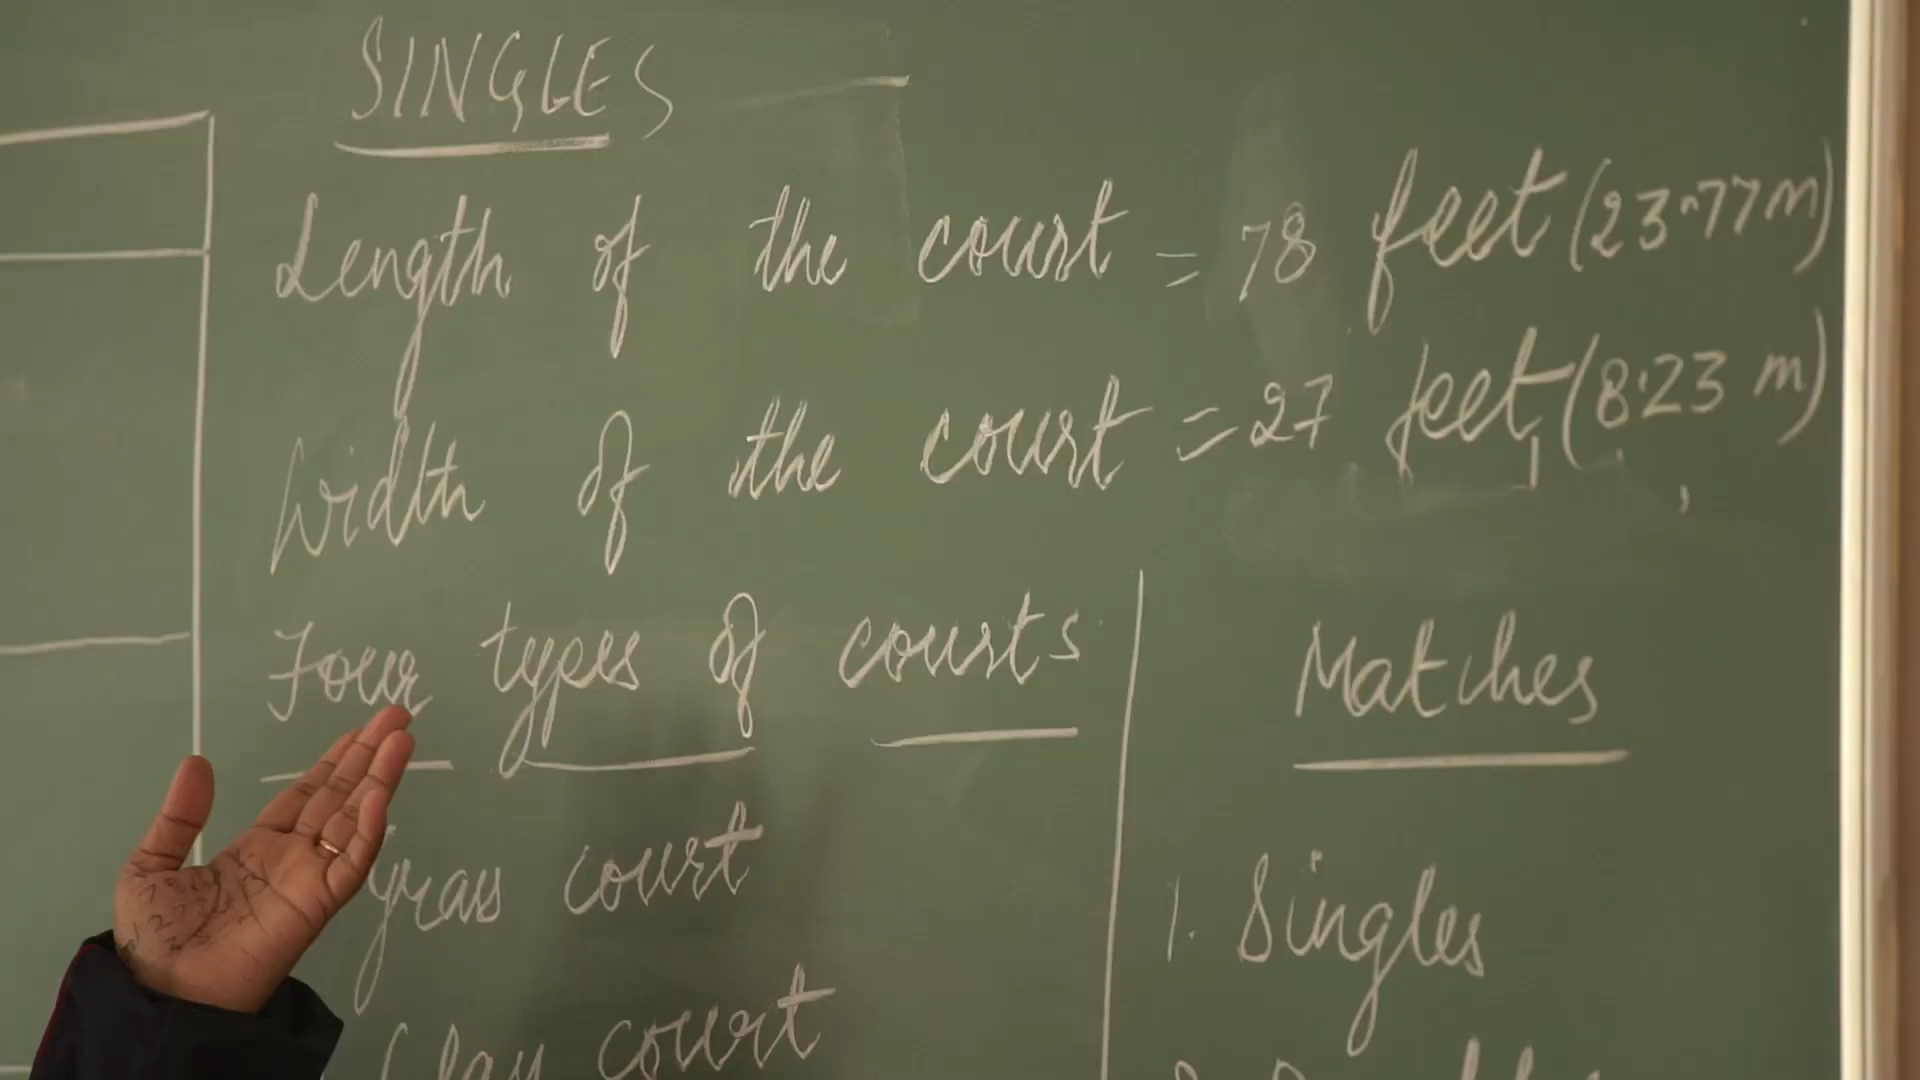 SINGLES
Length of the court = 78 feet (23.77m)
Width of the court = 27 feet (8.23 m)
Four types of courts
grass court
Clay court
Matches
1. Singles